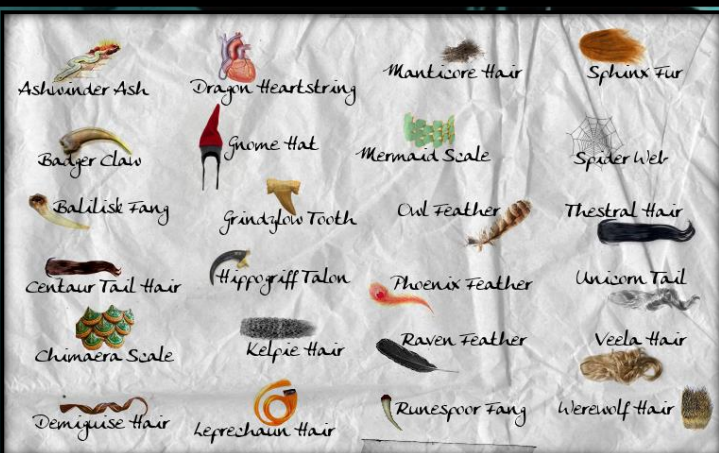 Ashwinder Ash
Badger Claw
Balilisk Fang
Centaur Tail Hair
Chimaera Scale
Demiguise Hair
Dragon Heartstring
Gnome Hat
Grindylow Tooth
Hippogriff Talon
Kelpie Hair
Leprechaun Hair
Manticore Hair
Mermaid Scale
Owl Feather
Phoenix Feather
Raven Feather
Runespoor Fang
Sphinx Fur
Spider Web
Thestral Hair
Unicorn Tail
Veela Hair
Werewolf Hair